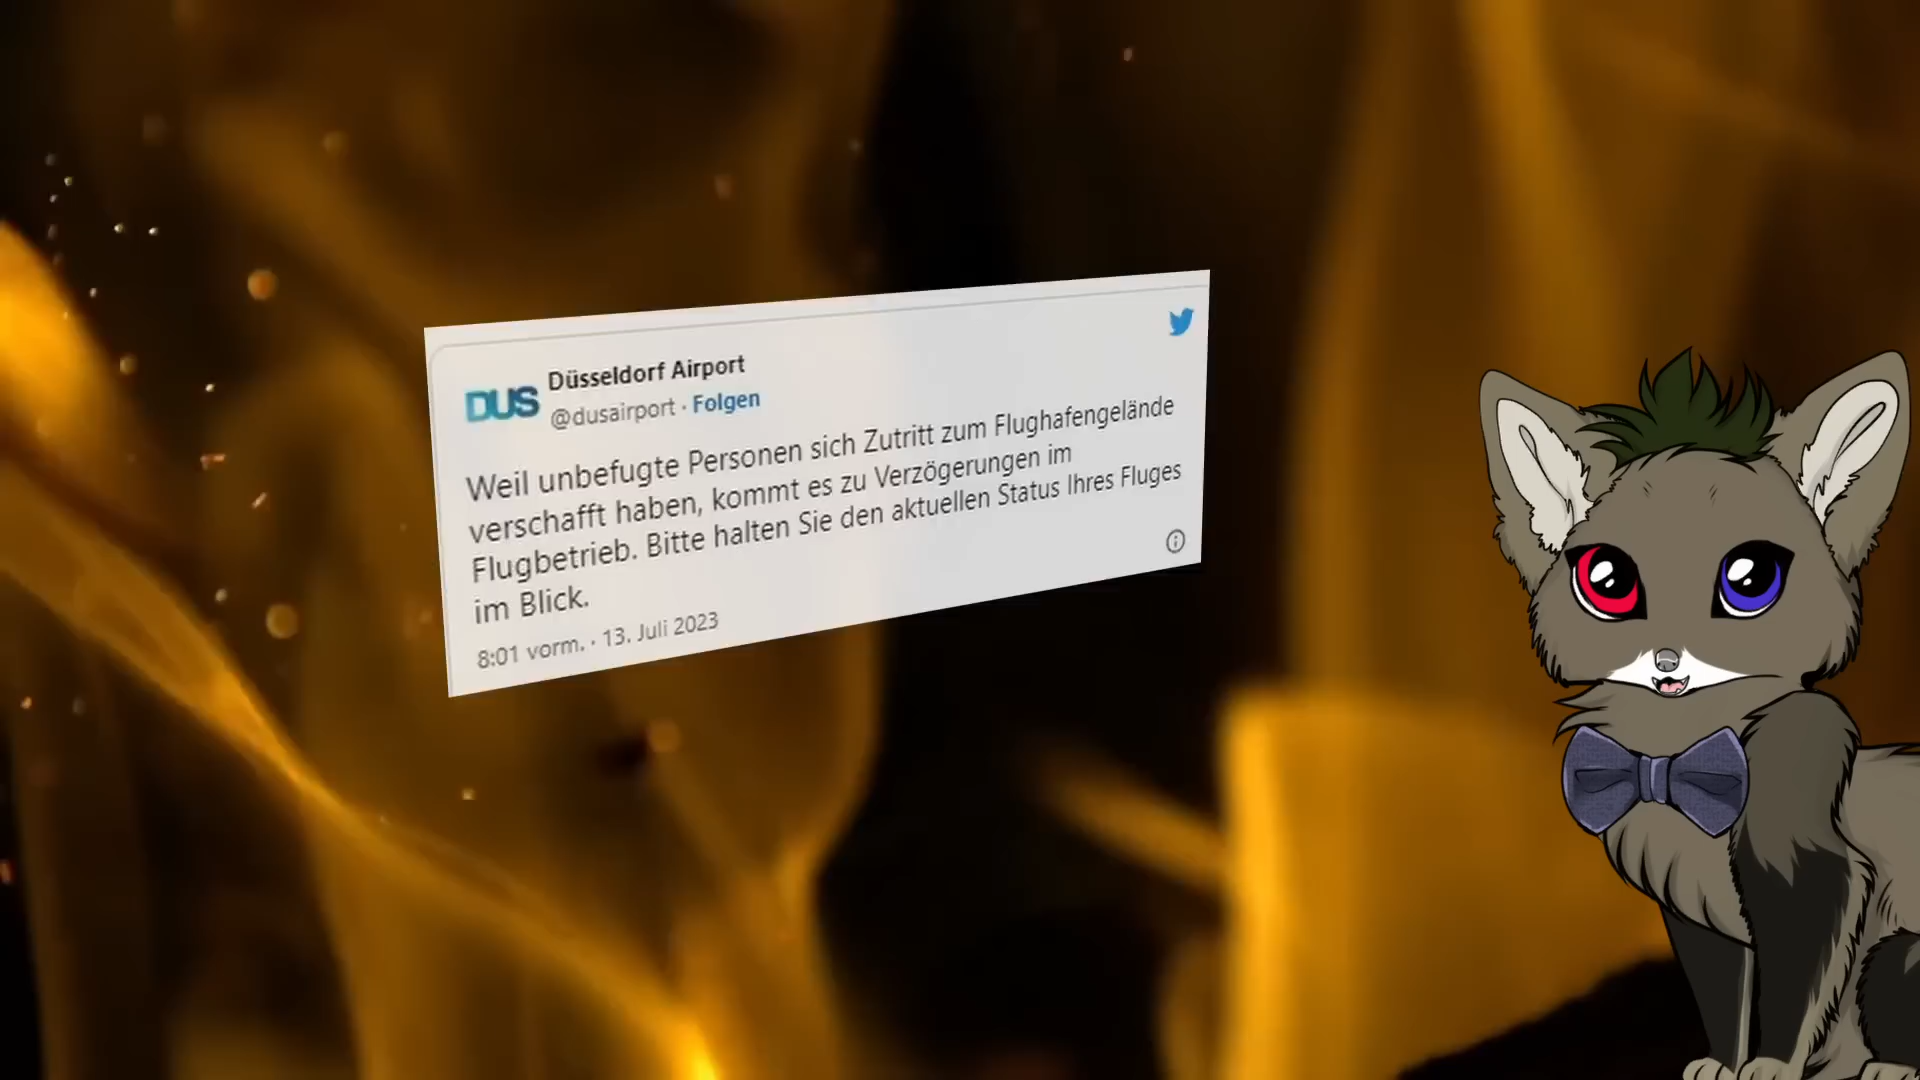 DUS
Düsseldorf Airport
@dusairport · Folgen
Weil unbefugte Personen sich Zutritt zum Flughafengelände
verschafft haben, kommt es zu Verzögerungen im
Flugbetrieb. Bitte halten Sie den aktuellen Status Ihres Fluges
im Blick.
8:01 vorm. · 13. Juli 2023